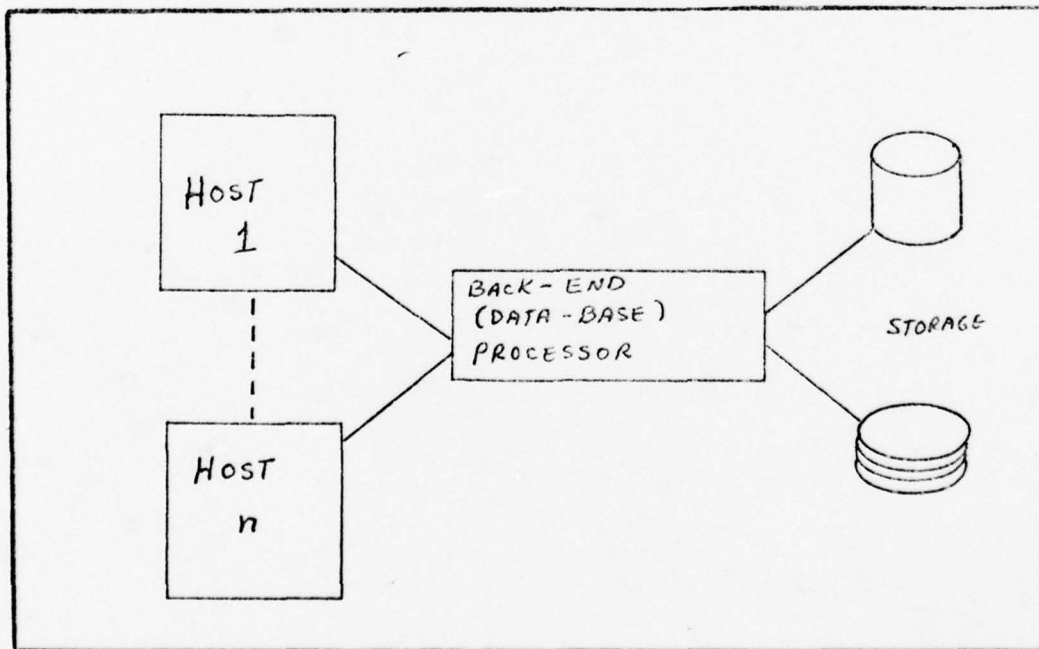 HOST
1
BACK-END
(DATA-BASE)
PROCESSOR
STORAGE
HOST
n